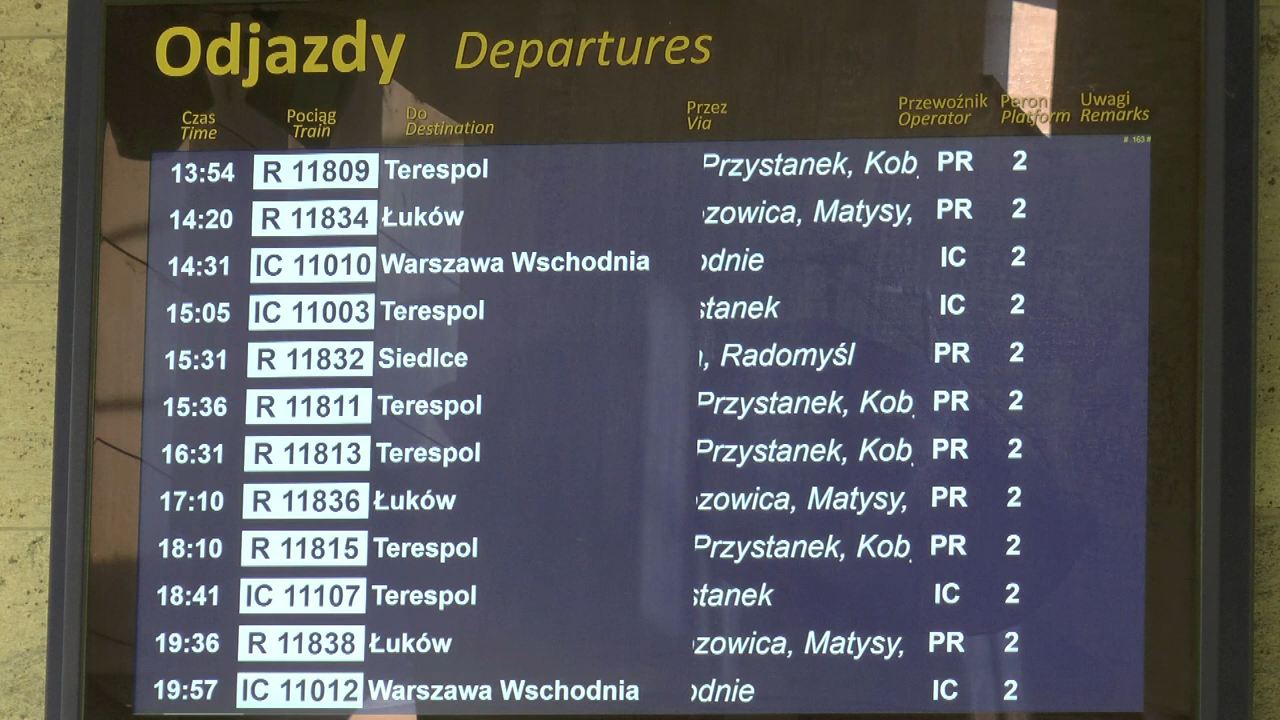 Odjazdy Departures
Czas Pociąg Do Przez Przewoźnik Peron Uwagi
Time Train Destination Via Operator Platform Remarks
# .163 #
13:54 R 11809 Terespol Przystanek, Kob PR 2
14:20 R 11834 Łuków zowica, Matysy, PR 2
14:31 IC 11010 Warszawa Wschodnia odnie IC 2
15:05 IC 11003 Terespol stanek IC 2
15:31 R 11832 Siedlce , Radomyśl PR 2
15:36 R 11811 Terespol Przystanek, Kob PR 2
16:31 R 11813 Terespol Przystanek, Kob PR 2
17:10 R 11836 Łuków zowica, Matysy, PR 2
18:10 R 11815 Terespol Przystanek, Kob PR 2
18:41 IC 11107 Terespol stanek IC 2
19:36 R 11838 Łuków zowica, Matysy, PR 2
19:57 IC 11012 Warszawa Wschodnia odnie IC 2